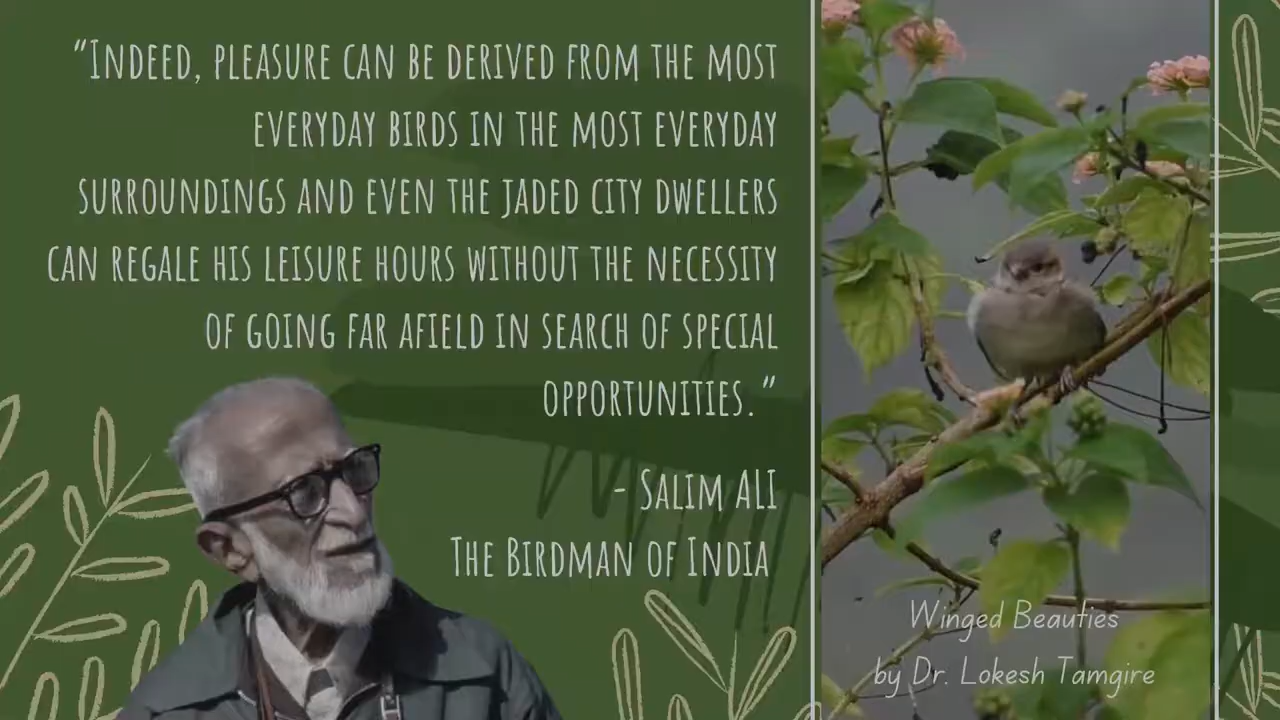 “Indeed, pleasure can be derived from the most
everyday birds in the most everyday
surroundings and even the jaded city dwellers
can regale his leisure hours without the necessity
of going far afield in search of special
opportunities.”
- Salim ALI
The Birdman of India
Winged Beauties
by Dr. Lokesh Tamgire